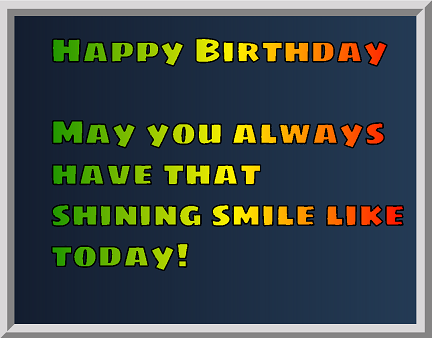 Happy Birthday
May you always
have that
shining smile like
today!